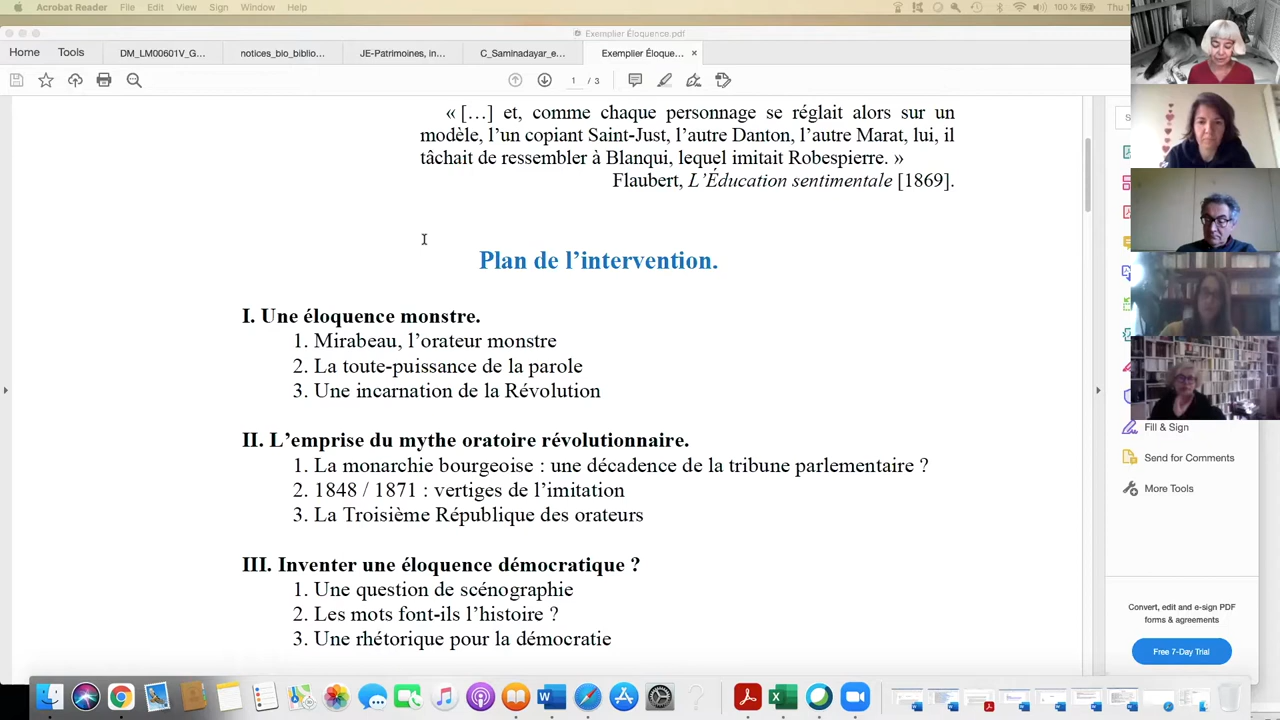 Acrobat Reader File Edit View Sign Window Help 100 % Thu 1
Exemplier Éloquence.pdf
Home Tools DM_LM00601V_G... notices_bio_biblio... JE-Patrimoines, in... C_Saminadayar_e... Exemplier Éloque... ×
1 / 3
« […] et, comme chaque personnage se réglait alors sur un
modèle, l’un copiant Saint-Just, l’autre Danton, l’autre Marat, lui, il
tâchait de ressembler à Blanqui, lequel imitait Robespierre. »
Flaubert, L’Éducation sentimentale [1869].
Plan de l’intervention.
I. Une éloquence monstre.
1. Mirabeau, l’orateur monstre
2. La toute-puissance de la parole
3. Une incarnation de la Révolution
II. L’emprise du mythe oratoire révolutionnaire.
1. La monarchie bourgeoise : une décadence de la tribune parlementaire ?
2. 1848 / 1871 : vertiges de l’imitation
3. La Troisième République des orateurs
III. Inventer une éloquence démocratique ?
1. Une question de scénographie
2. Les mots font-ils l’histoire ?
3. Une rhétorique pour la démocratie
Fill & Sign
Send for Comments
More Tools
Convert, edit and e-sign PDF
forms & agreements
Free 7-Day Trial